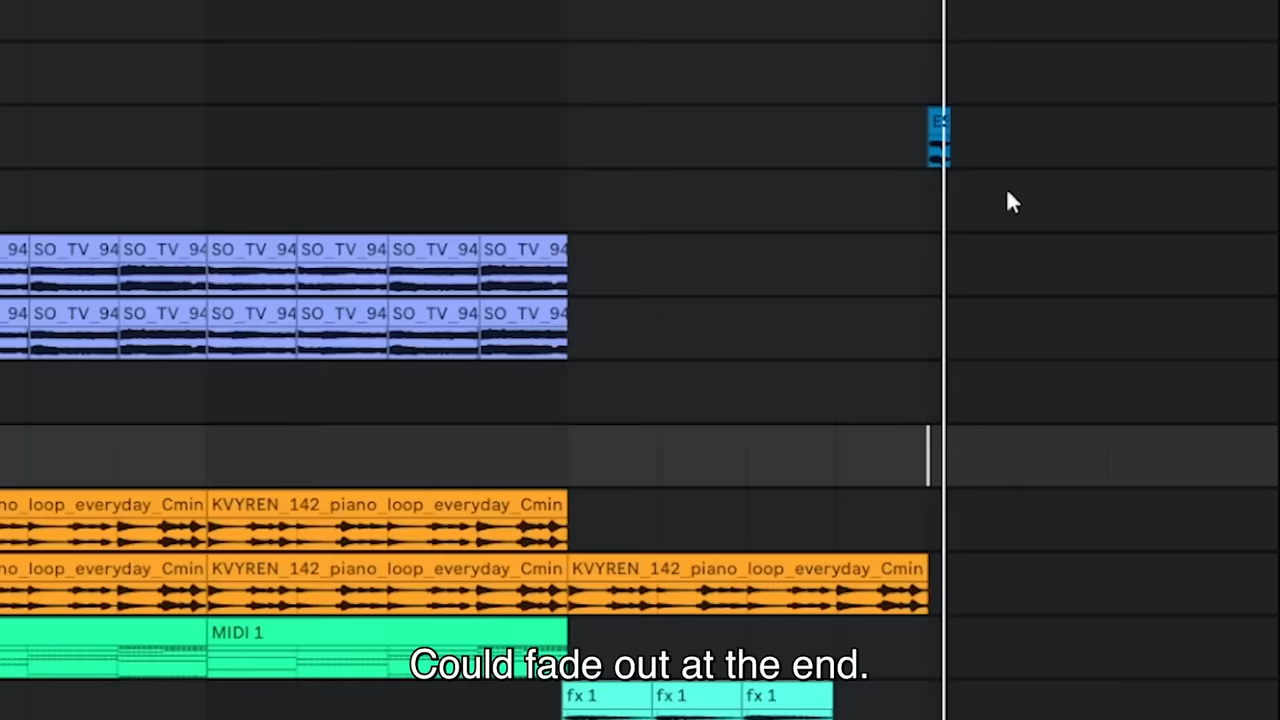 ES
94 SO_TV_94 SO_TV_94 SO_TV_94 SO_TV_94 SO_TV_94 SO_TV_94
94 SO_TV_94 SO_TV_94 SO_TV_94 SO_TV_94 SO_TV_94 SO_TV_94
no_loop_everyday_Cmin KVYREN_142_piano_loop_everyday_Cmin
no_loop_everyday_Cmin KVYREN_142_piano_loop_everyday_Cmin KVYREN_142_piano_loop_everyday_Cmin
MIDI 1
Could fade out at the end.
fx 1 fx 1 fx 1